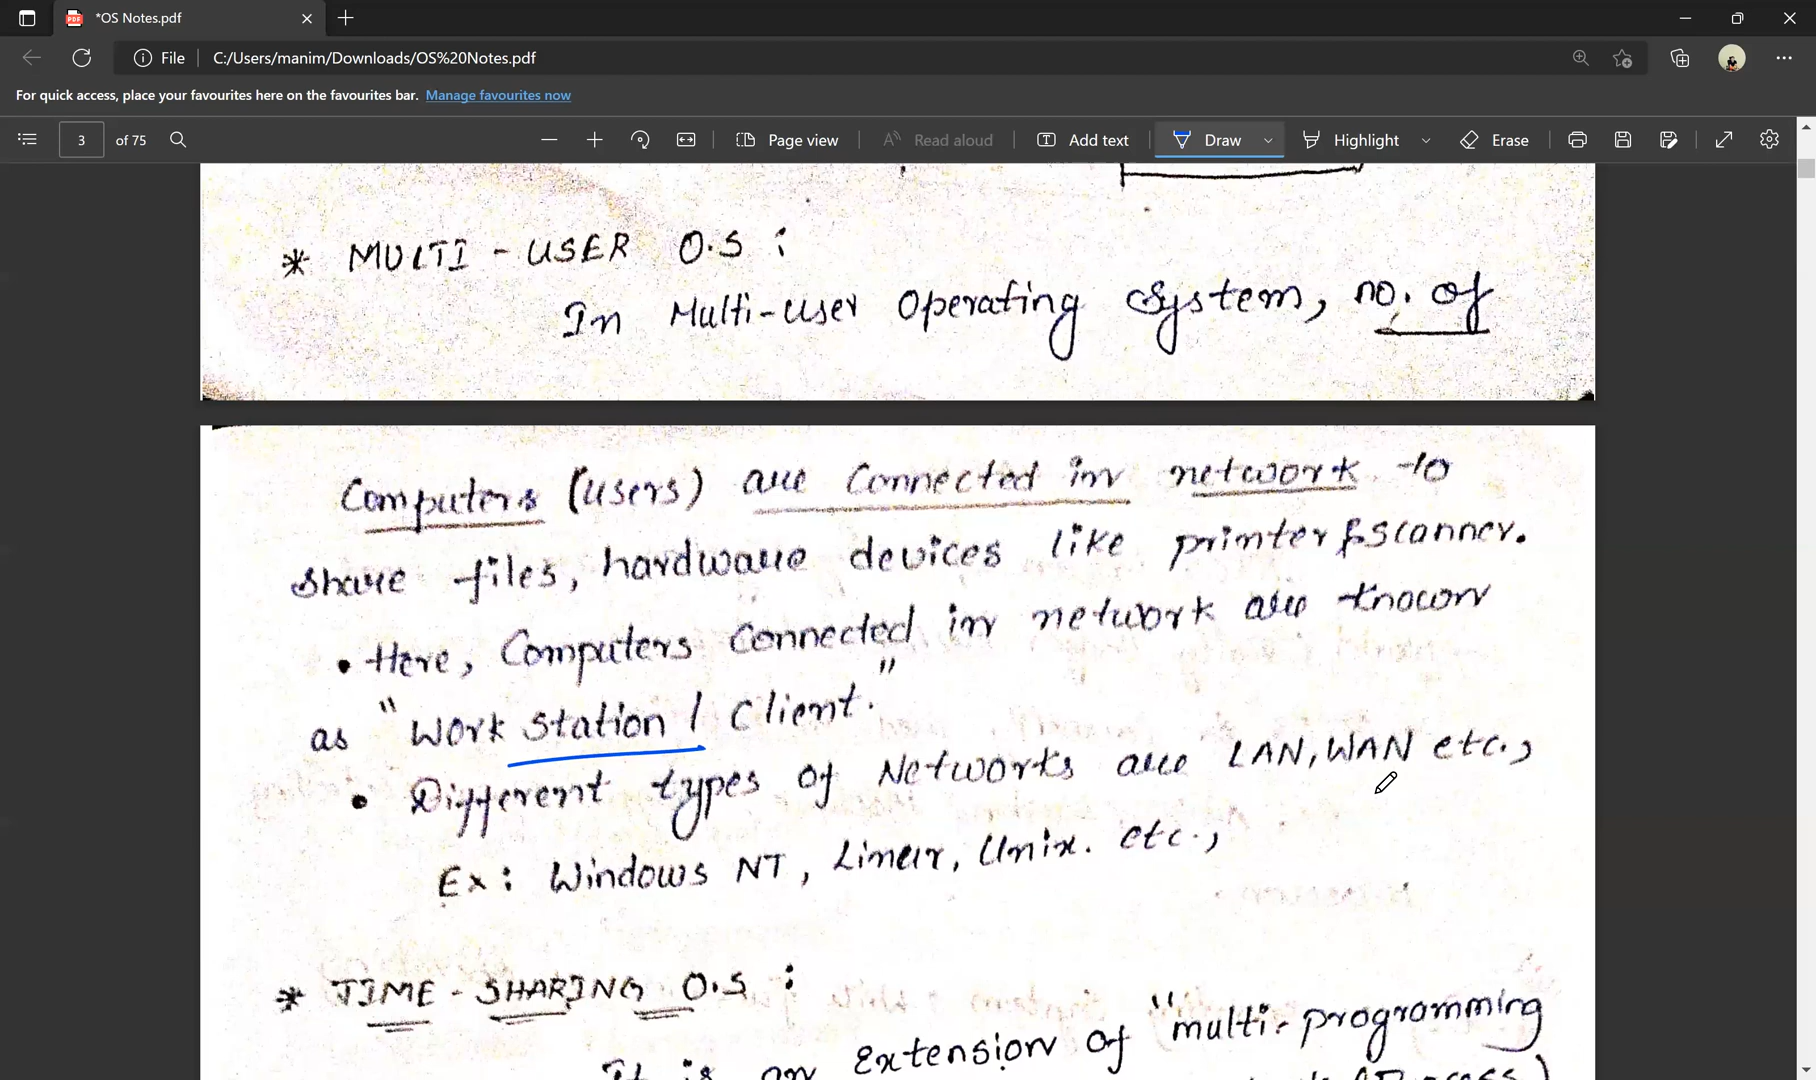 *OS Notes.pdf
File C:/Users/manim/Downloads/OS%20Notes.pdf
For quick access, place your favourites here on the favourites bar. Manage favourites now
3 of 75 Page view Read aloud Add text Draw Highlight Erase
* MULTI - USER O.S :
In Multi-user Operating System, no. of
Computers (users) are Connected in network to
Share files, hardware devices like printer & scanner.
• Here, Computers Connected in network are known
as "Work Station / Client."
• Different types of Networks are LAN, WAN etc.,
Ex: Windows NT, Linux, Unix. etc.,
* TIME - SHARING O.S :
It is an extension of "multi-programming